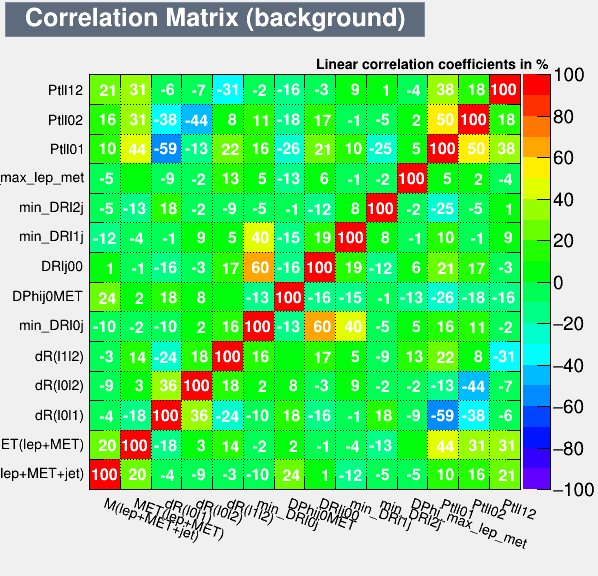 Correlation Matrix (background)
Linear correlation coefficients in %
Ptll12 21 31 -6 -7 -31 -2 -16 -3 9 1 -4 38 18 100
Ptll02 16 31 -38 -44 8 11 -18 17 -1 -5 2 50 100 18
Ptll01 10 44 -59 -13 22 16 -26 21 10 -25 5 100 50 38
_max_lep_met -5 -9 -2 13 5 -13 6 -1 -2 100 5 2 -4
min_DRl2j -5 -13 18 -2 -9 -5 -1 -12 8 100 -2 -25 -5 1
min_DRl1j -12 -4 -1 9 5 40 -15 19 100 8 -1 10 -1 9
DRlj00 1 -1 -16 -3 17 60 -16 100 19 -12 6 21 17 -3
DPhij0MET 24 2 18 8 -13 100 -16 -15 -1 -13 -26 -18 -16
min_DRl0j -10 -2 -10 2 16 100 -13 60 40 -5 5 16 11 -2
dR(l1l2) -3 14 -24 18 100 16 17 5 -9 13 22 8 -31
dR(l0l2) -9 3 36 100 18 2 8 -3 9 -2 -2 -13 -44 -7
dR(l0l1) -4 -18 100 36 -24 -10 18 -16 -1 18 -9 -59 -38 -6
ET(lep+MET) 20 100 -18 3 14 -2 2 -1 -4 -13 44 31 31
lep+MET+jet) 100 20 -4 -9 -3 -10 24 1 -12 -5 -5 10 16 21
M(lep+MET+jet) MET(lep+MET) dR(l0l1) dR(l0l2) dR(l1l2) min_DRl0j DPhij0MET DRlj00 min_DRl1j min_DRl2j DPhi_max_lep_met Ptll01 Ptll02 Ptll12
100
80
60
40
20
0
−20
−40
−60
−80
−100